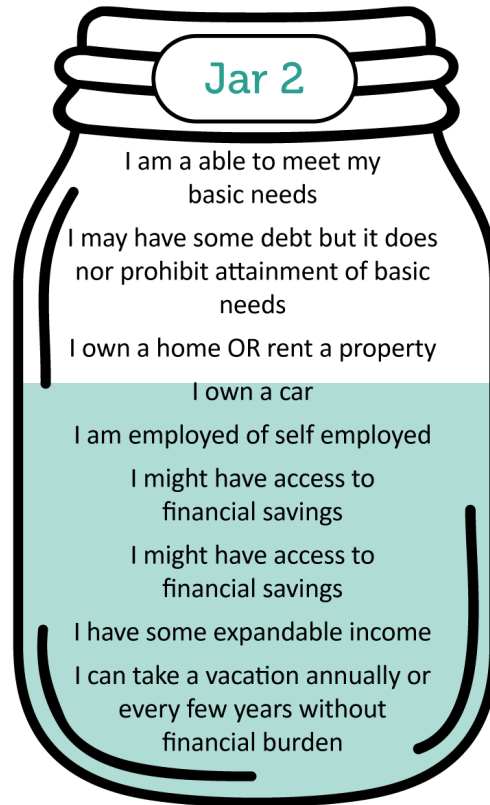 Jar 2
I am a able to meet my
basic needs
I may have some debt but it does
nor prohibit attainment of basic
needs
I own a home OR rent a property
I own a car
I am employed of self employed
I might have access to
financial savings
I might have access to
financial savings
I have some expandable income
I can take a vacation annually or
every few years without
financial burden